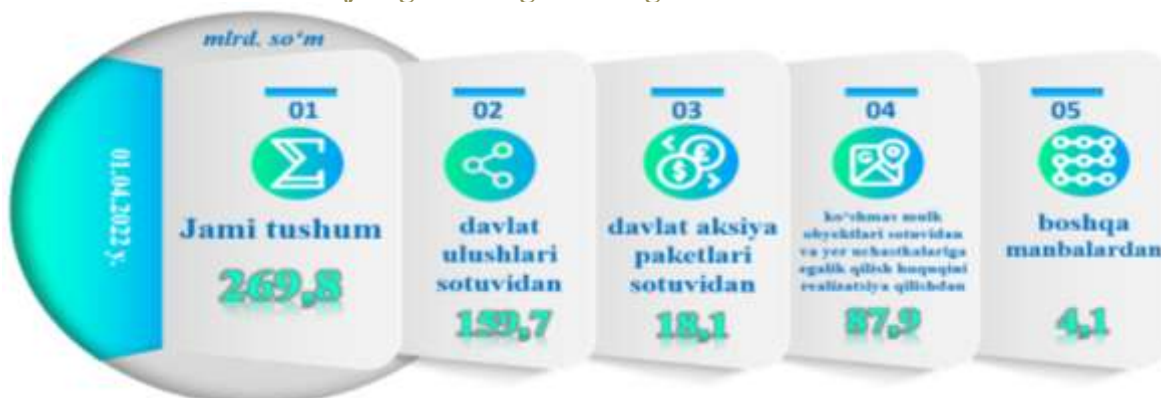 mlrd. so‘m
01.04.2022 y.
01
Jami tushum
269,8
02
davlat
ulushlari
sotuvidan
159,7
03
davlat aksiya
paketlari
sotuvidan
18,1
04
ko‘chmas mulk
obyektlari sotuvidan
va yer uchastkalariga
egalik qilish huquqini
realizatsiya qilishdan
87,9
05
boshqa
manbalardan
4,1